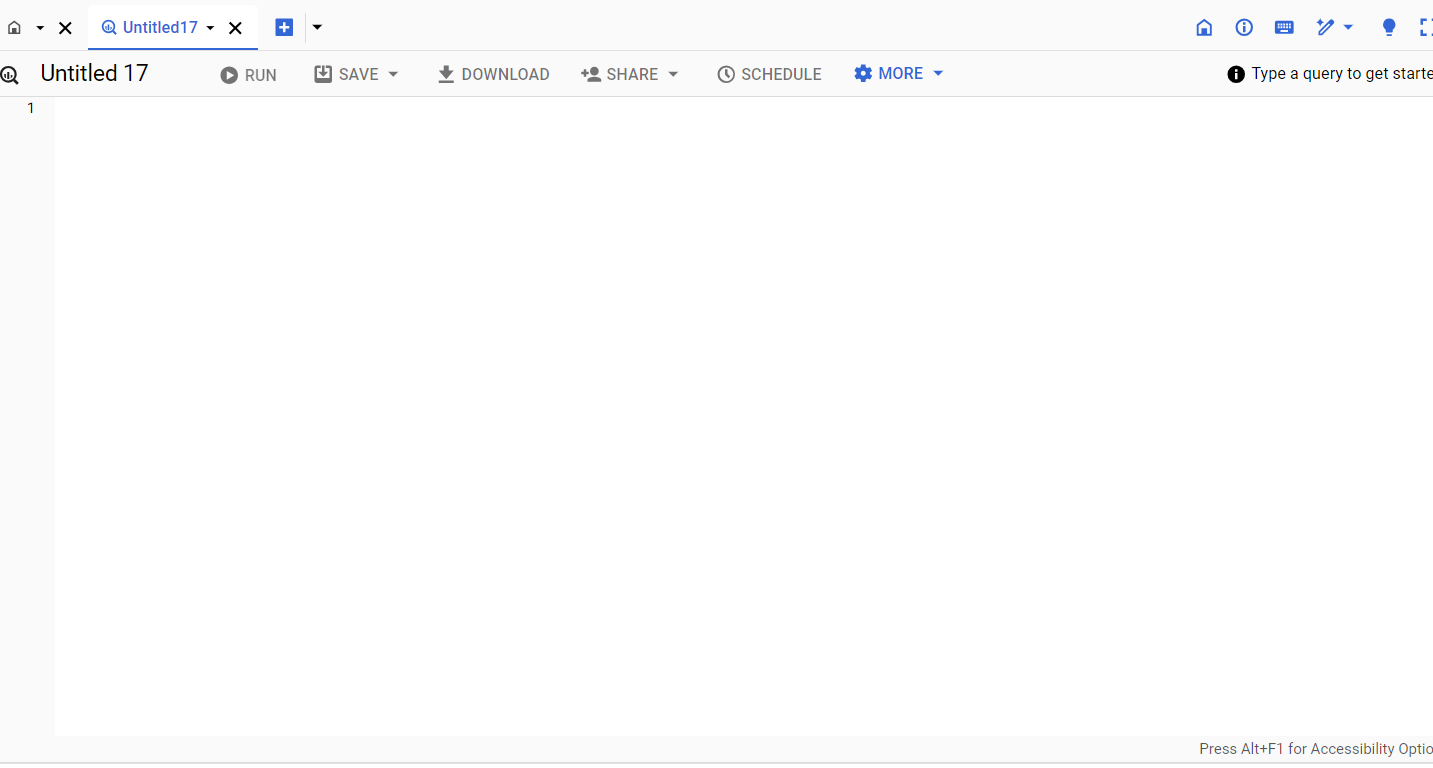 Untitled17
Untitled 17 RUN SAVE DOWNLOAD SHARE SCHEDULE MORE Type a query to get starte
1
Press Alt+F1 for Accessibility Optio